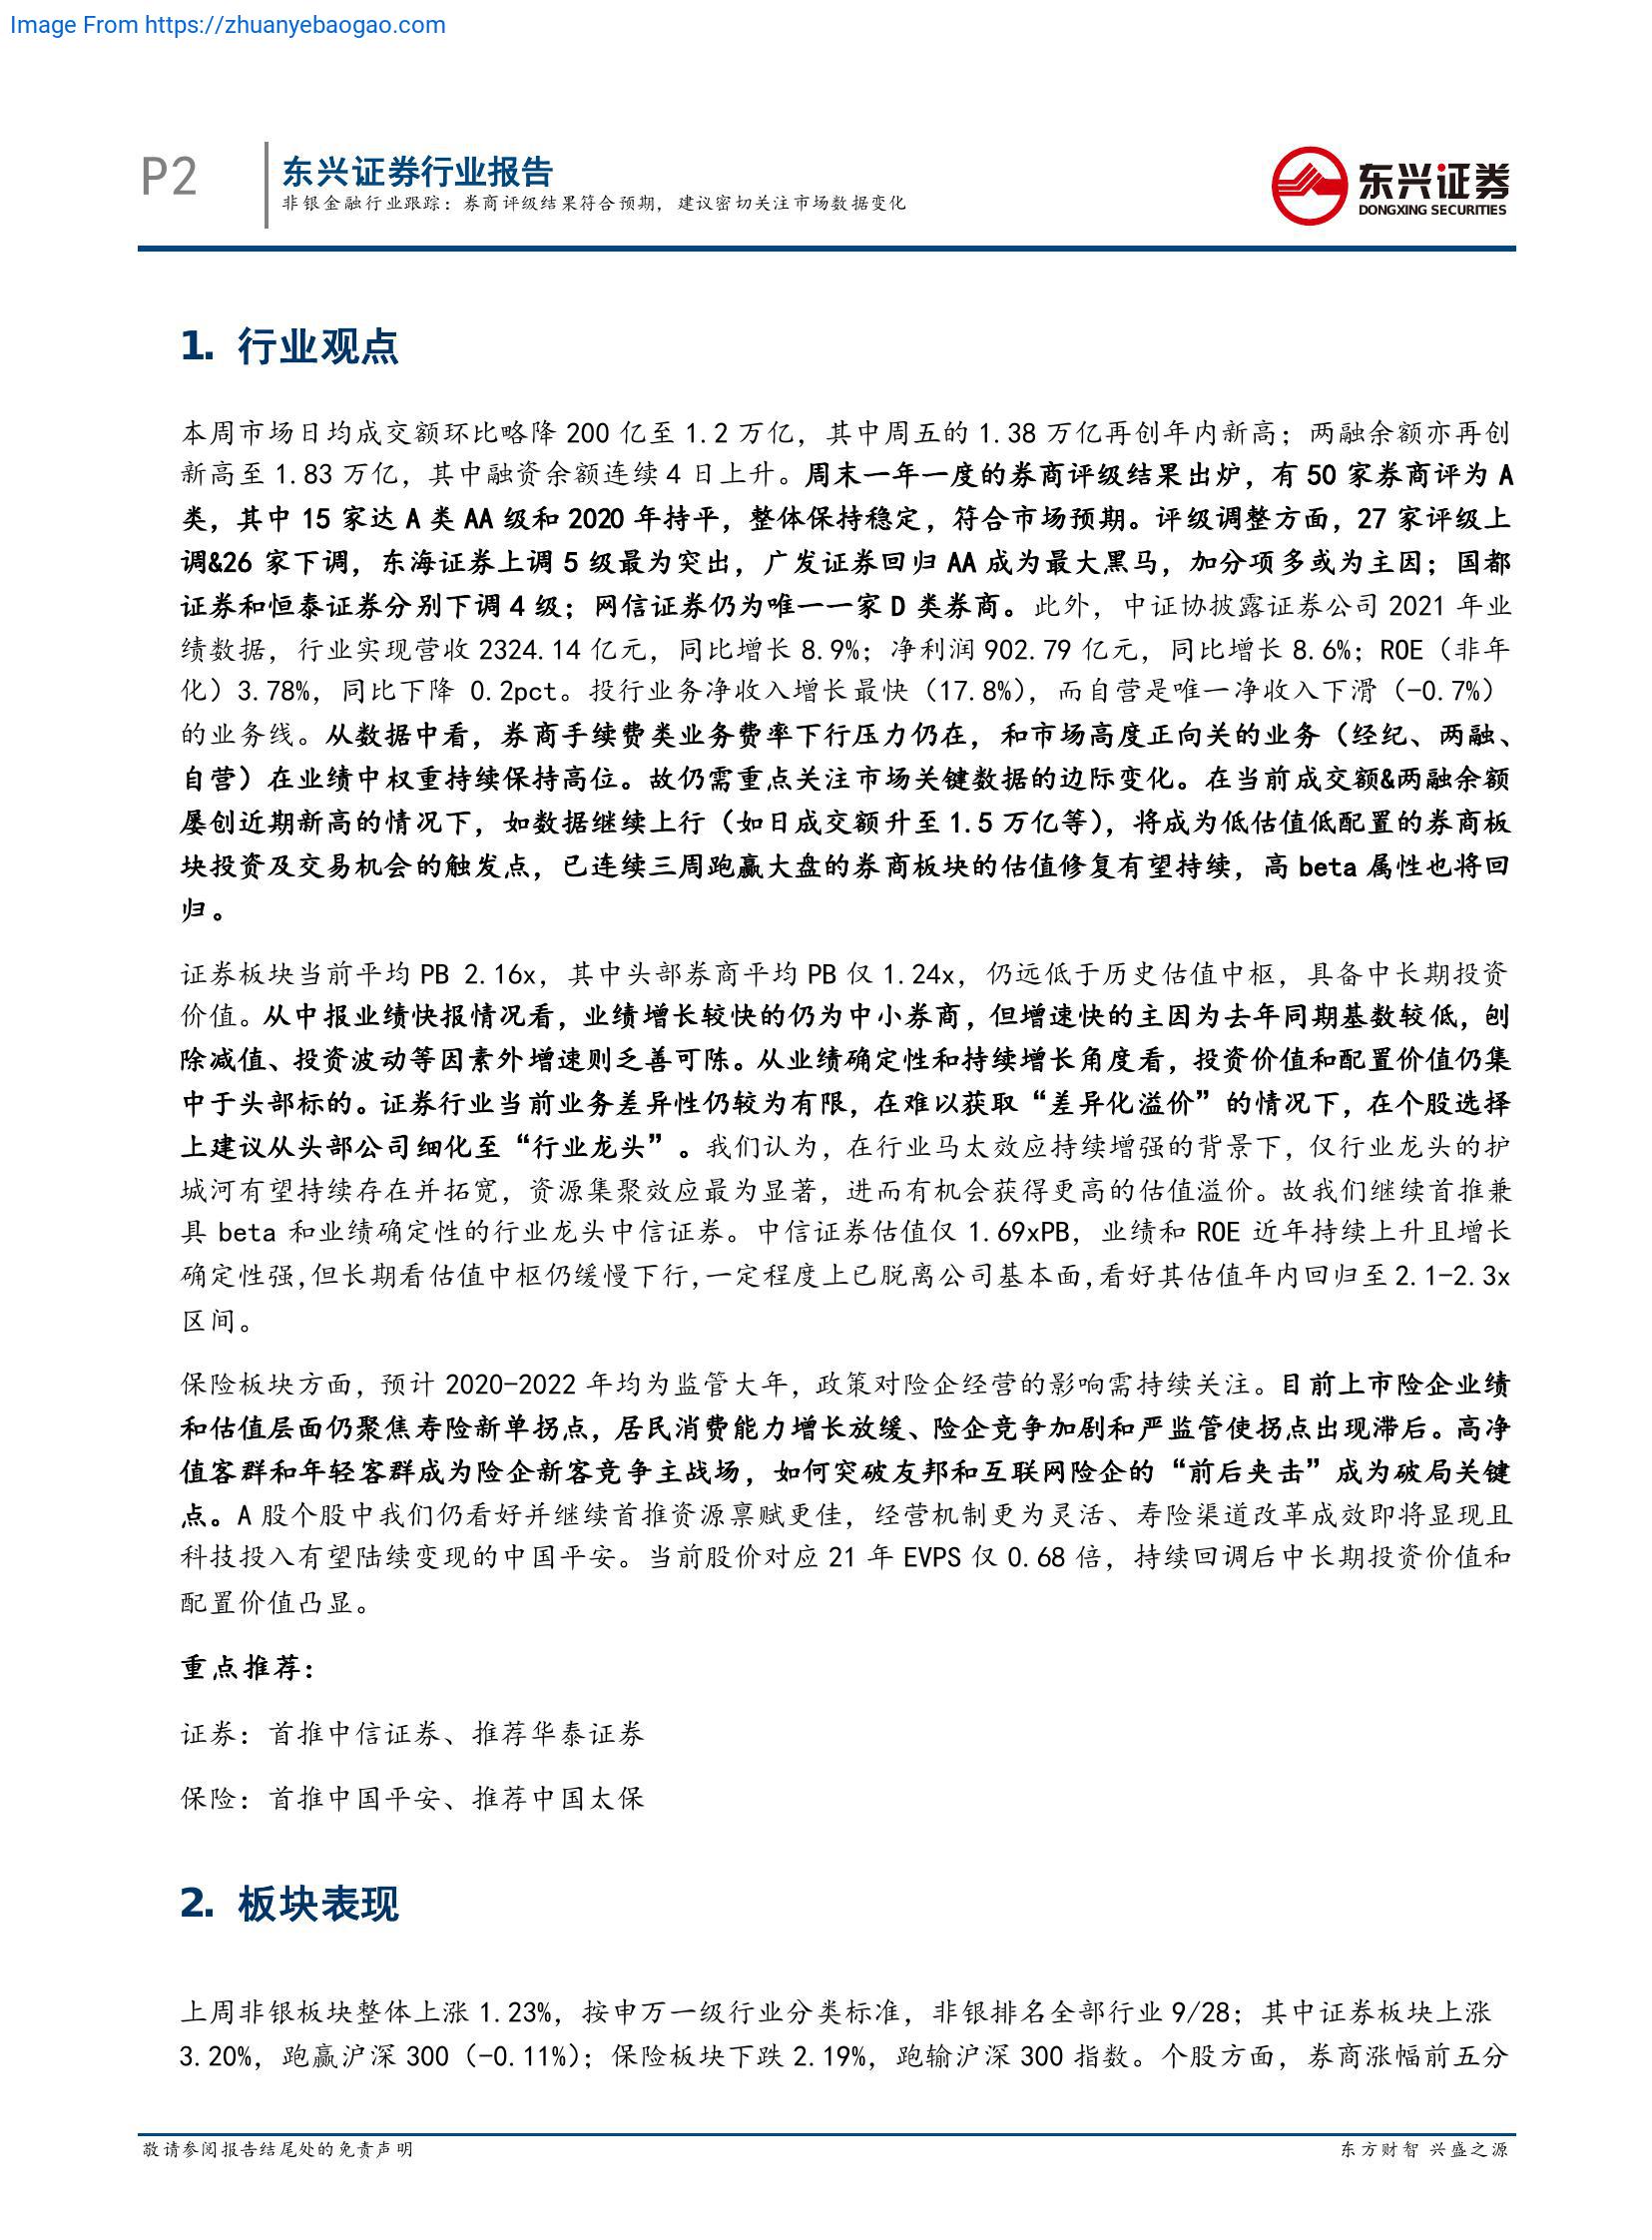 Image From https://zhuanyebaogao.com
P2
东兴证券行业报告
非银金融行业跟踪：券商评级结果符合预期，建议密切关注市场数据变化
东兴证券
DONGXING SECURITIES
1. 行业观点
本周市场日均成交额环比略降 200 亿至 1.2 万亿，其中周五的 1.38 万亿再创年内新高；两融余额亦再创
新高至 1.83 万亿，其中融资余额连续 4 日上升。周末一年一度的券商评级结果出炉，有 50 家券商评为 A
类，其中 15 家达 A 类 AA 级和 2020 年持平，整体保持稳定，符合市场预期。评级调整方面，27 家评级上
调&26 家下调，东海证券上调 5 级最为突出，广发证券回归 AA 成为最大黑马，加分项多或为主因；国都
证券和恒泰证券分别下调 4 级；网信证券仍为唯一一家 D 类券商。此外，中证协披露证券公司 2021 年业
绩数据，行业实现营收 2324.14 亿元，同比增长 8.9%；净利润 902.79 亿元，同比增长 8.6%；ROE（非年
化）3.78%，同比下降 0.2pct。投行业务净收入增长最快（17.8%），而自营是唯一净收入下滑（-0.7%）
的业务线。从数据中看，券商手续费类业务费率下行压力仍在，和市场高度正向关的业务（经纪、两融、
自营）在业绩中权重持续保持高位。故仍需重点关注市场关键数据的边际变化。在当前成交额&两融余额
屡创近期新高的情况下，如数据继续上行（如日成交额升至 1.5 万亿等），将成为低估值低配置的券商板
块投资及交易机会的触发点，已连续三周跑赢大盘的券商板块的估值修复有望持续，高 beta 属性也将回
归。
证券板块当前平均 PB 2.16x，其中头部券商平均 PB 仅 1.24x，仍远低于历史估值中枢，具备中长期投资
价值。从中报业绩快报情况看，业绩增长较快的仍为中小券商，但增速快的主因为去年同期基数较低，刨
除减值、投资波动等因素外增速则乏善可陈。从业绩确定性和持续增长角度看，投资价值和配置价值仍集
中于头部标的。证券行业当前业务差异性仍较为有限，在难以获取“差异化溢价”的情况下，在个股选择
上建议从头部公司细化至“行业龙头”。我们认为，在行业马太效应持续增强的背景下，仅行业龙头的护
城河有望持续存在并拓宽，资源集聚效应最为显著，进而有机会获得更高的估值溢价。故我们继续首推兼
具 beta 和业绩确定性的行业龙头中信证券。中信证券估值仅 1.69xPB，业绩和 ROE 近年持续上升且增长
确定性强,但长期看估值中枢仍缓慢下行,一定程度上已脱离公司基本面,看好其估值年内回归至 2.1-2.3x
区间。
保险板块方面，预计 2020-2022 年均为监管大年，政策对险企经营的影响需持续关注。目前上市险企业绩
和估值层面仍聚焦寿险新单拐点，居民消费能力增长放缓、险企竞争加剧和严监管使拐点出现滞后。高净
值客群和年轻客群成为险企新客竞争主战场，如何突破友邦和互联网险企的“前后夹击”成为破局关键
点。A 股个股中我们仍看好并继续首推资源禀赋更佳，经营机制更为灵活、寿险渠道改革成效即将显现且
科技投入有望陆续变现的中国平安。当前股价对应 21 年 EVPS 仅 0.68 倍，持续回调后中长期投资价值和
配置价值凸显。
重点推荐：
证券：首推中信证券、推荐华泰证券
保险：首推中国平安、推荐中国太保
2. 板块表现
上周非银板块整体上涨 1.23%，按申万一级行业分类标准，非银排名全部行业 9/28；其中证券板块上涨
3.20%，跑赢沪深 300（-0.11%）；保险板块下跌 2.19%，跑输沪深 300 指数。个股方面，券商涨幅前五分
敬请参阅报告结尾处的免责声明
东方财智 兴盛之源